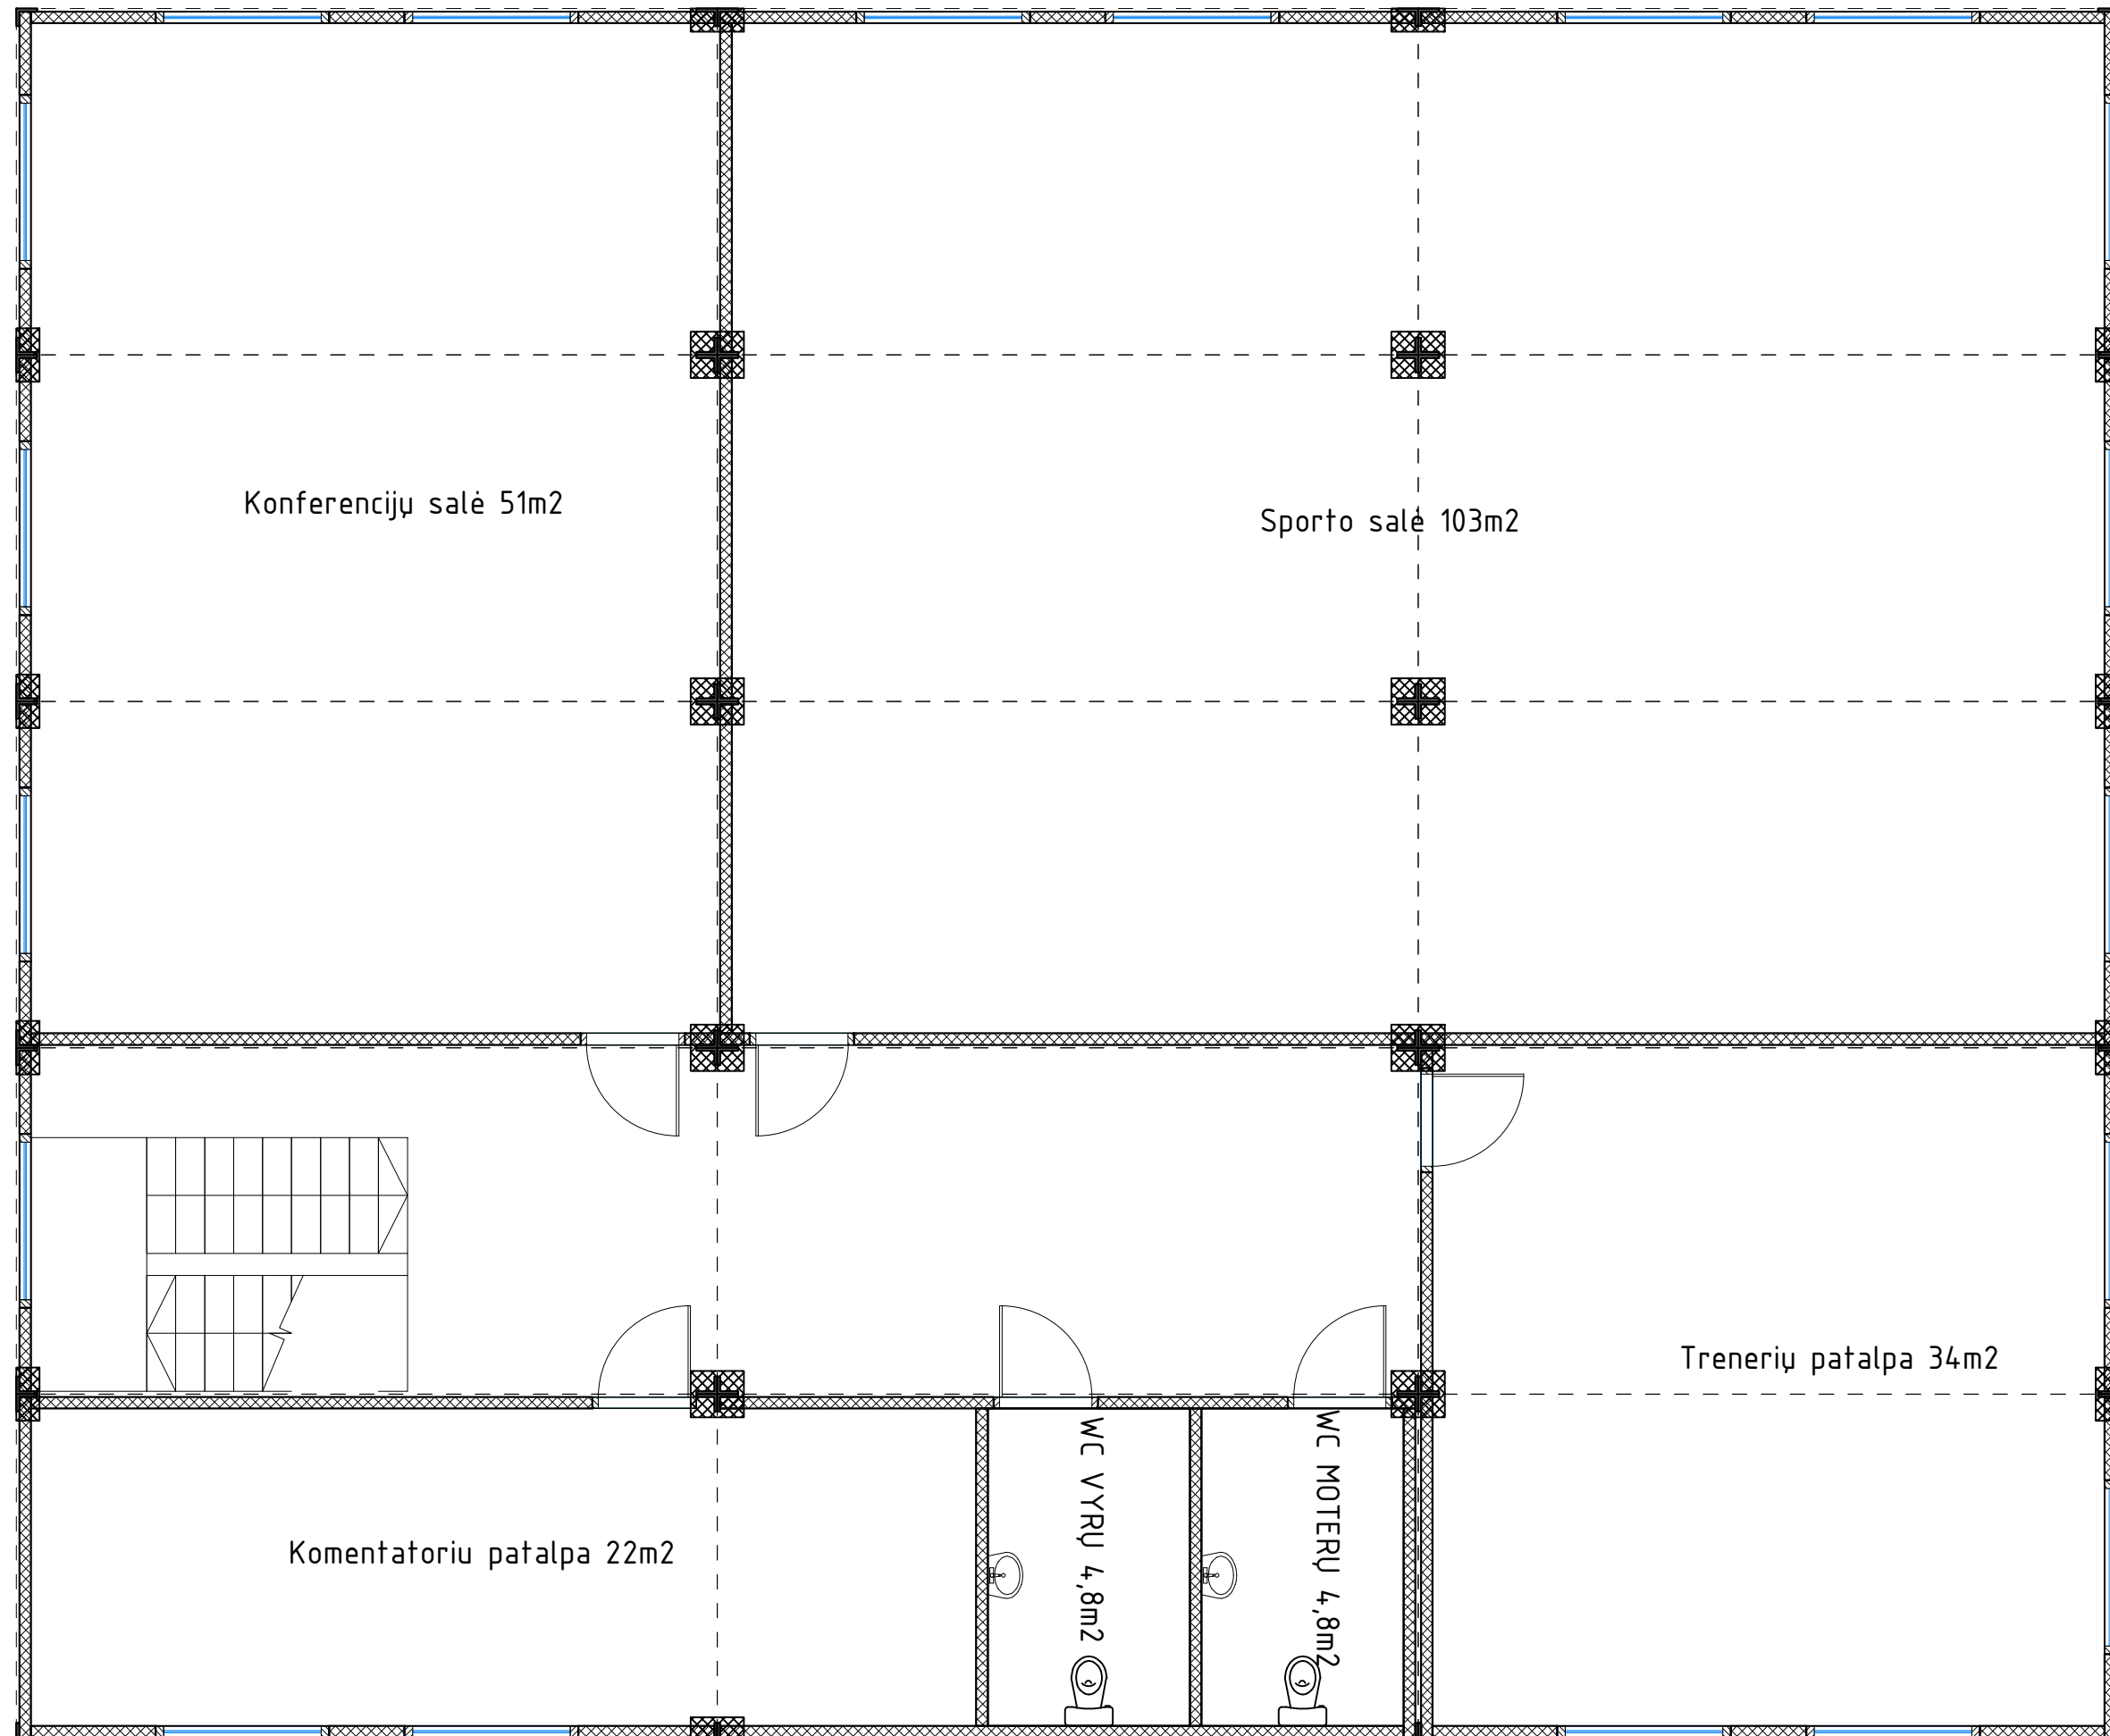 Konferencijų salė 51m2
Sporto salė 103m2
Trenerių patalpa 34m2
Komentatoriu patalpa 22m2
WC VYRŲ 4,8m2
WC MOTERŲ 4,8m2